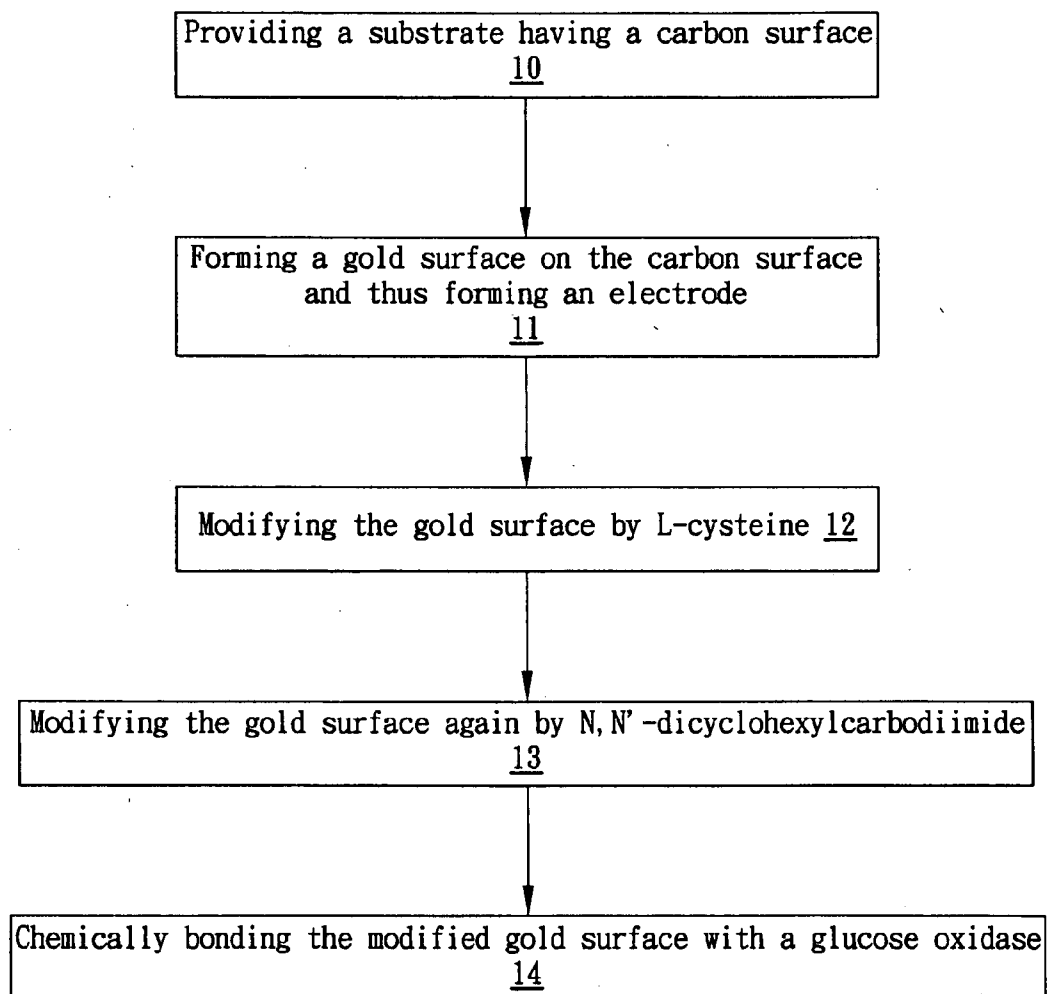 Providing a substrate having a carbon surface
10
Forming a gold surface on the carbon surface
and thus forming an electrode
11
Modifying the gold surface by L-cysteine 12
Modifying the gold surface again by N,N'-dicyclohexylcarbodiimide
13
Chemically bonding the modified gold surface with a glucose oxidase
14